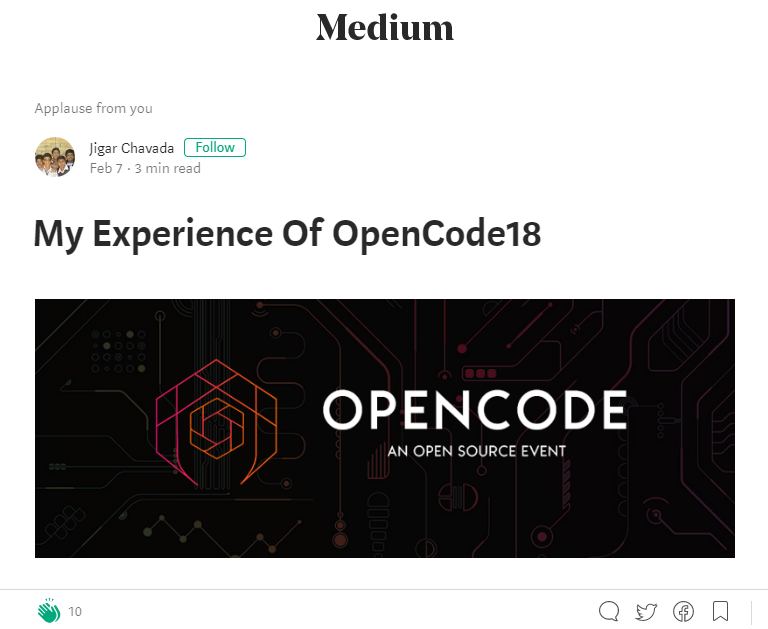 Medium
Applause from you
Jigar Chavada Follow
Feb 7 · 3 min read
My Experience Of OpenCode18
OPENCODE
AN OPEN SOURCE EVENT
10